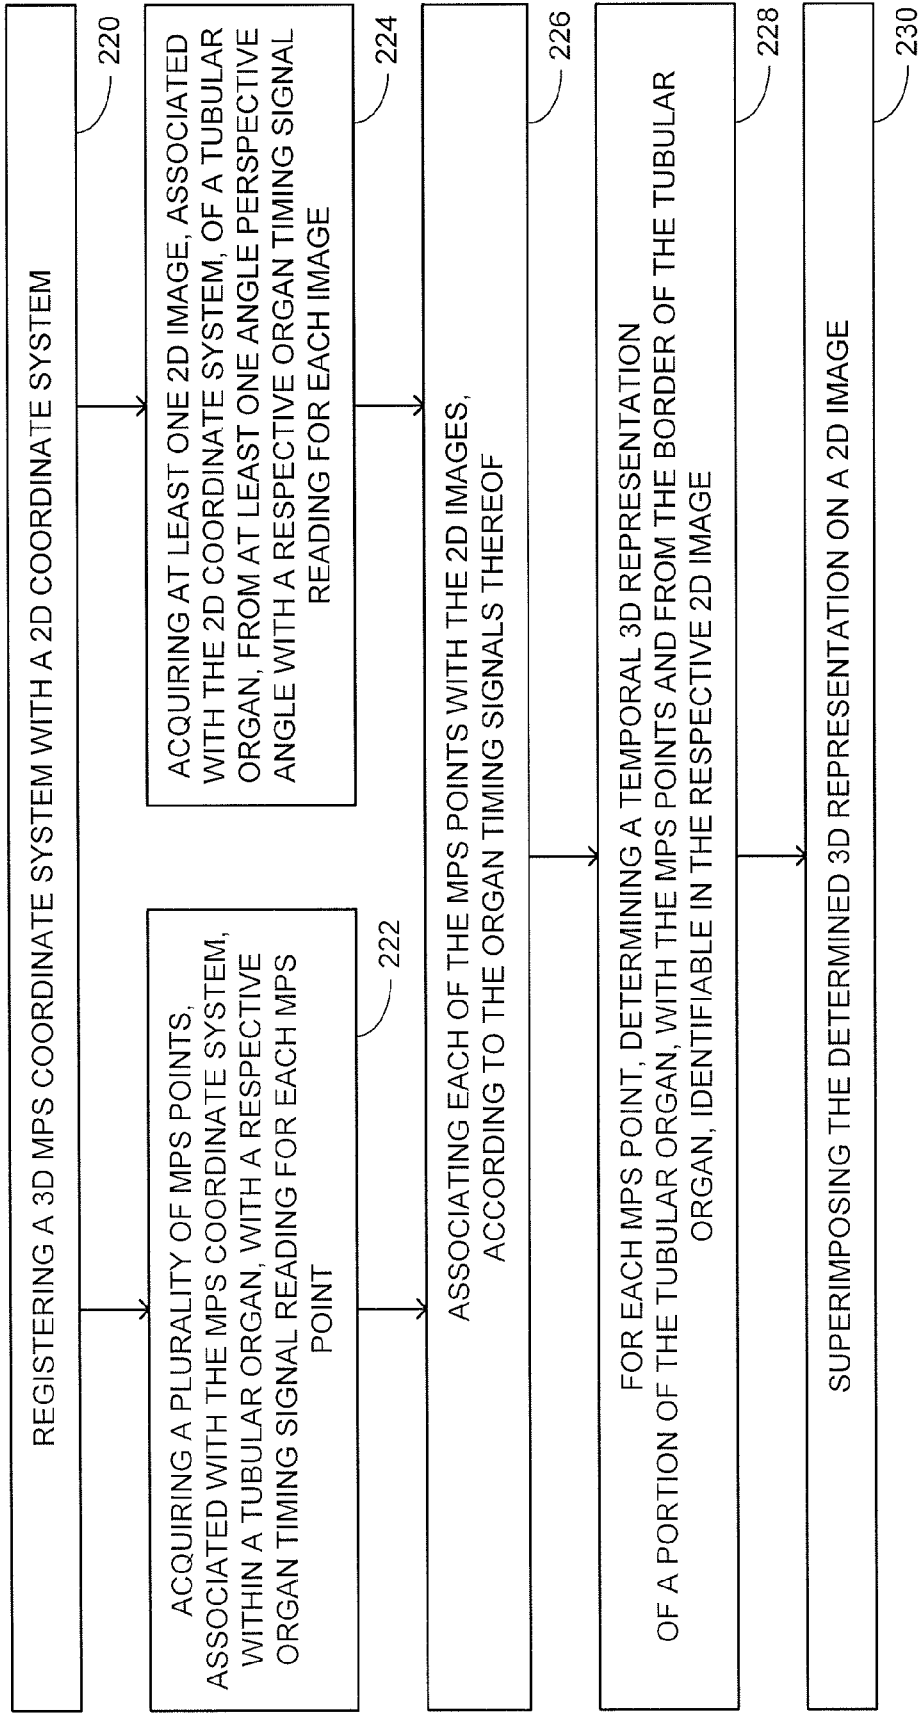 REGISTERING A 3D MPS COORDINATE SYSTEM WITH A 2D COORDINATE SYSTEM
220
ACQUIRING A PLURALITY OF MPS POINTS,
ASSOCIATED WITH THE MPS COORDINATE SYSTEM,
WITHIN A TUBULAR ORGAN, WITH A RESPECTIVE
ORGAN TIMING SIGNAL READING FOR EACH MPS
POINT
222
ACQUIRING AT LEAST ONE 2D IMAGE, ASSOCIATED
WITH THE 2D COORDINATE SYSTEM, OF A TUBULAR
ORGAN, FROM AT LEAST ONE ANGLE PERSPECTIVE
ANGLE WITH A RESPECTIVE ORGAN TIMING SIGNAL
READING FOR EACH IMAGE
224
ASSOCIATING EACH OF THE MPS POINTS WITH THE 2D IMAGES,
ACCORDING TO THE ORGAN TIMING SIGNALS THEREOF
226
FOR EACH MPS POINT, DETERMINING A TEMPORAL 3D REPRESENTATION
OF A PORTION OF THE TUBULAR ORGAN, WITH THE MPS POINTS AND FROM THE BORDER OF THE TUBULAR
ORGAN, IDENTIFIABLE IN THE RESPECTIVE 2D IMAGE
228
SUPERIMPOSING THE DETERMINED 3D REPRESENTATION ON A 2D IMAGE
230